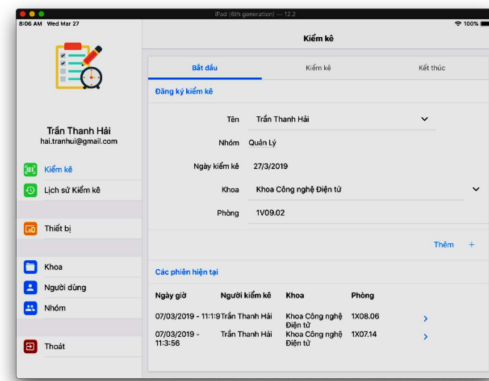 iPad (6th generation) — 12.2
8:06 AM Wed Mar 27
100%
Trần Thanh Hải
hai.tranhui@gmail.com
Kiểm kê
Lịch sử Kiểm kê
Thiết bị
Khoa
Người dùng
Nhóm
Thoát
Kiểm kê
Bắt đầu Kiểm kê Kết thúc
Đăng ký kiểm kê
Tên Trần Thanh Hải
Nhóm Quản Lý
Ngày kiểm kê 27/3/2019
Khoa Khoa Công nghệ Điện tử
Phòng 1V09.02
Thêm +
Các phiên hiện tại
Ngày giờ Người kiểm kê Khoa Phòng
07/03/2019 - 11:1:9 Trần Thanh Hải Khoa Công nghệ 1X08.06
Điện tử
07/03/2019 - Trần Thanh Hải Khoa Công nghệ 1X07.14
11:3:56 Điện tử